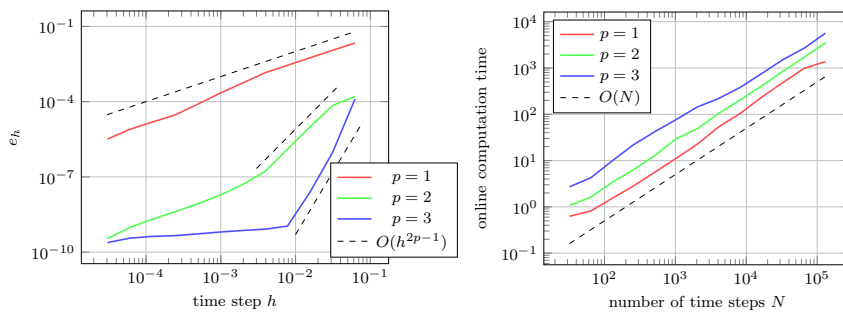 10^{-1}
10^{-4}
10^{-7}
10^{-10}
e_h
10^{-4}
10^{-3}
10^{-2}
10^{-1}
time step h
p = 1
p = 2
p = 3
O(h^{2p-1})
10^4
10^3
10^2
10^1
10^0
10^{-1}
online computation time
10^2
10^3
10^4
10^5
number of time steps N
p = 1
p = 2
p = 3
O(N)